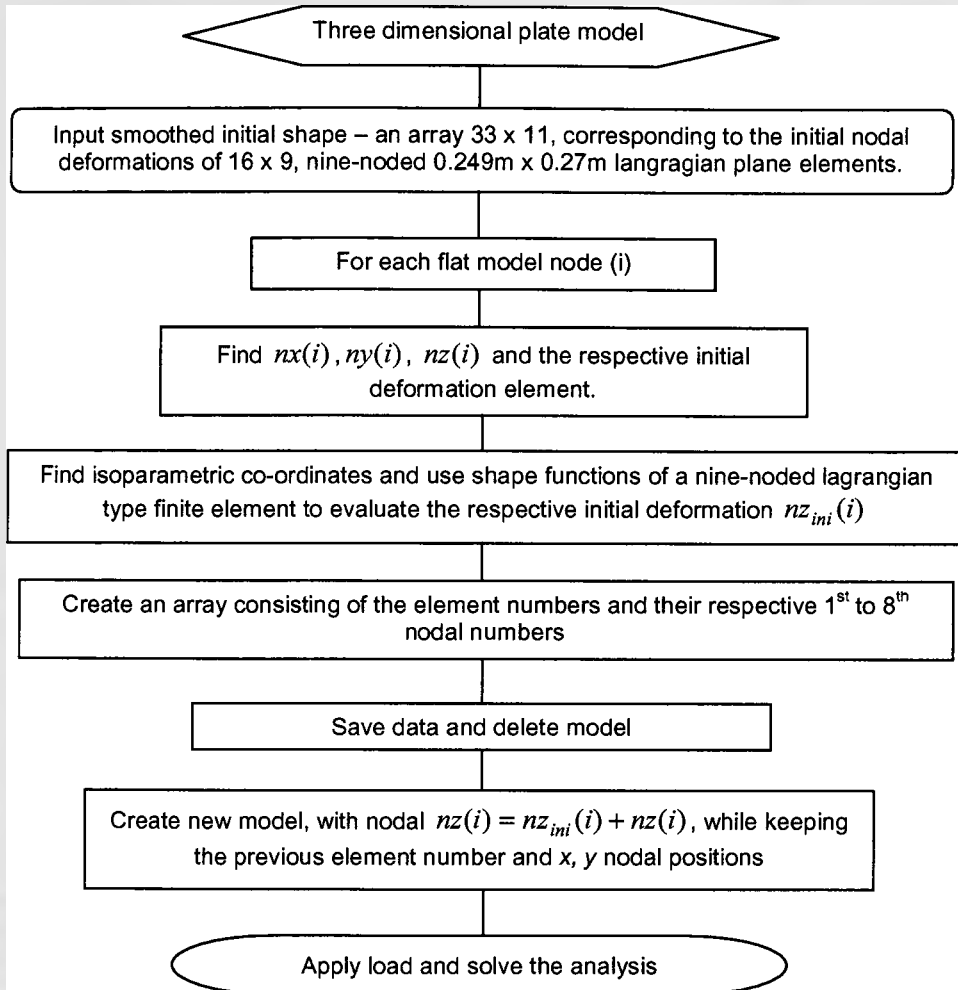 Three dimensional plate model
Input smoothed initial shape – an array 33 x 11, corresponding to the initial nodal
deformations of 16 x 9, nine-noded 0.249m x 0.27m langragian plane elements.
For each flat model node (i)
Find nx(i), ny(i), nz(i) and the respective initial
deformation element.
Find isoparametric co-ordinates and use shape functions of a nine-noded lagrangian
type finite element to evaluate the respective initial deformation nz_ini(i)
Create an array consisting of the element numbers and their respective 1st to 8th
nodal numbers
Save data and delete model
Create new model, with nodal nz(i) = nz_ini(i) + nz(i), while keeping
the previous element number and x, y nodal positions
Apply load and solve the analysis